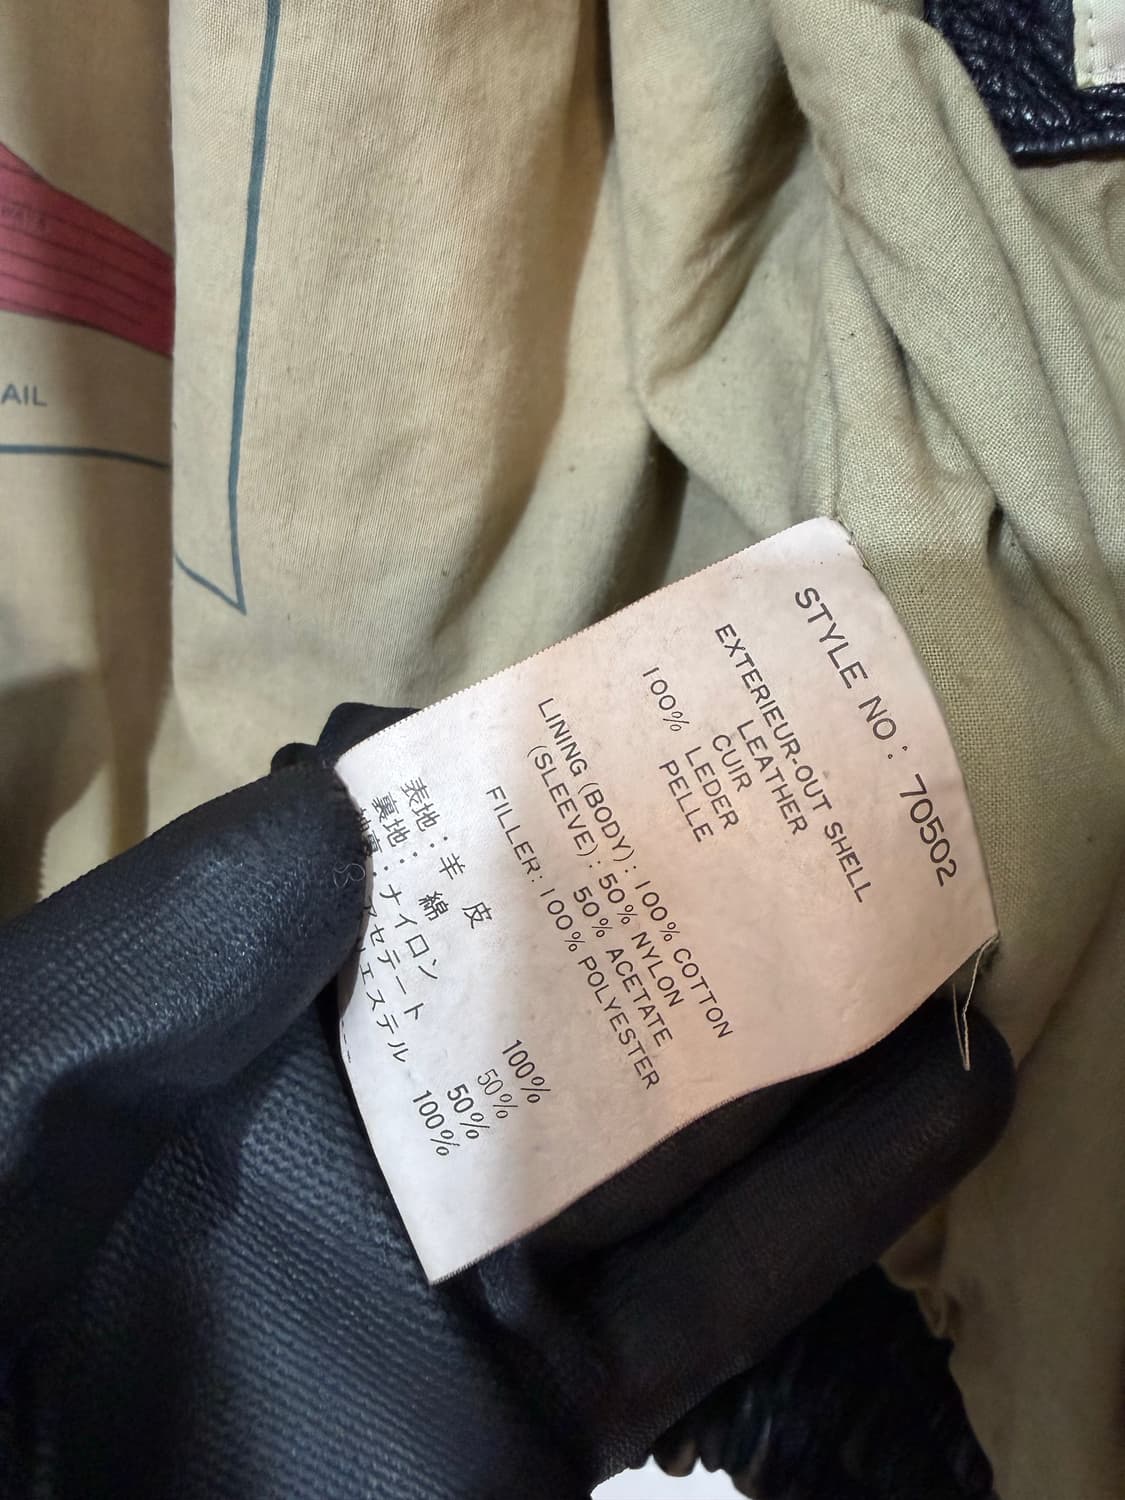 AIL
STYLE NO: 70502
EXTERIEUR-OUT SHELL
LEATHER
CUIR
100% LEDER
PELLE
LINING (BODY): 100% COTTON
(SLEEVE): 50% NYLON
50% ACETATE
FILLER: 100% POLYESTER
表地: 羊 皮
裏地: 綿 100%
ナイロン 50%
アセテート 50%
リエステル 100%